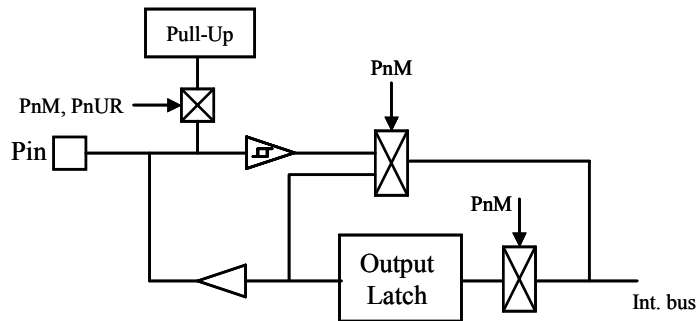 Pull-Up
PnM
PnM, PnUR
Pin
PnM
Output
Latch
Int. bus